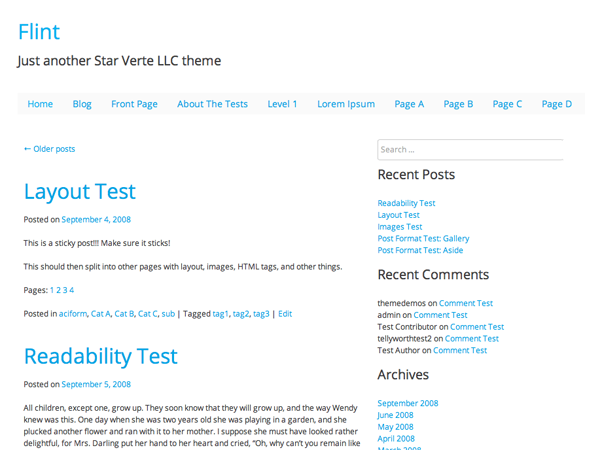 Flint
Just another Star Verte LLC theme
Home Blog Front Page About The Tests Level 1 Lorem Ipsum Page A Page B Page C Page D
← Older posts
Layout Test
Posted on September 4, 2008
This is a sticky post!!! Make sure it sticks!
This should then split into other pages with layout, images, HTML tags, and other things.
Pages: 1 2 3 4
Posted in aciform, Cat A, Cat B, Cat C, sub | Tagged tag1, tag2, tag3 | Edit
Readability Test
Posted on September 5, 2008
All children, except one, grow up. They soon know that they will grow up, and the way Wendy
knew was this. One day when she was two years old she was playing in a garden, and she
plucked another flower and ran with it to her mother. I suppose she must have looked rather
delightful, for Mrs. Darling put her hand to her heart and cried, “Oh, why can’t you remain like
Search ...
Recent Posts
Readability Test
Layout Test
Images Test
Post Format Test: Gallery
Post Format Test: Aside
Recent Comments
themedemos on Comment Test
admin on Comment Test
Test Contributor on Comment Test
tellyworthtest2 on Comment Test
Test Author on Comment Test
Archives
September 2008
June 2008
May 2008
April 2008
March 2008